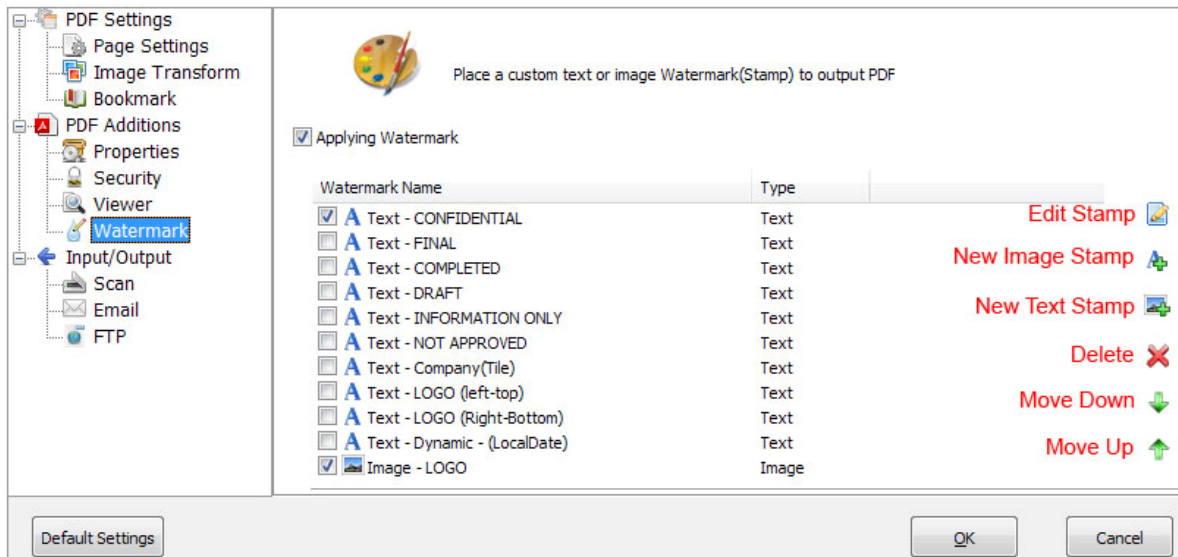 PDF Settings
Page Settings
Image Transform
Bookmark
PDF Additions
Properties
Security
Viewer
Watermark
Input/Output
Scan
Email
FTP
Place a custom text or image Watermark(Stamp) to output PDF
Applying Watermark
Watermark Name Type
A Text - CONFIDENTIAL Text
A Text - FINAL Text
A Text - COMPLETED Text
A Text - DRAFT Text
A Text - INFORMATION ONLY Text
A Text - NOT APPROVED Text
A Text - Company(Tile) Text
A Text - LOGO (left-top) Text
A Text - LOGO (Right-Bottom) Text
A Text - Dynamic - (LocalDate) Text
Image - LOGO Image
Edit Stamp
New Image Stamp A
New Text Stamp
Delete
Move Down
Move Up
Default Settings
OK
Cancel